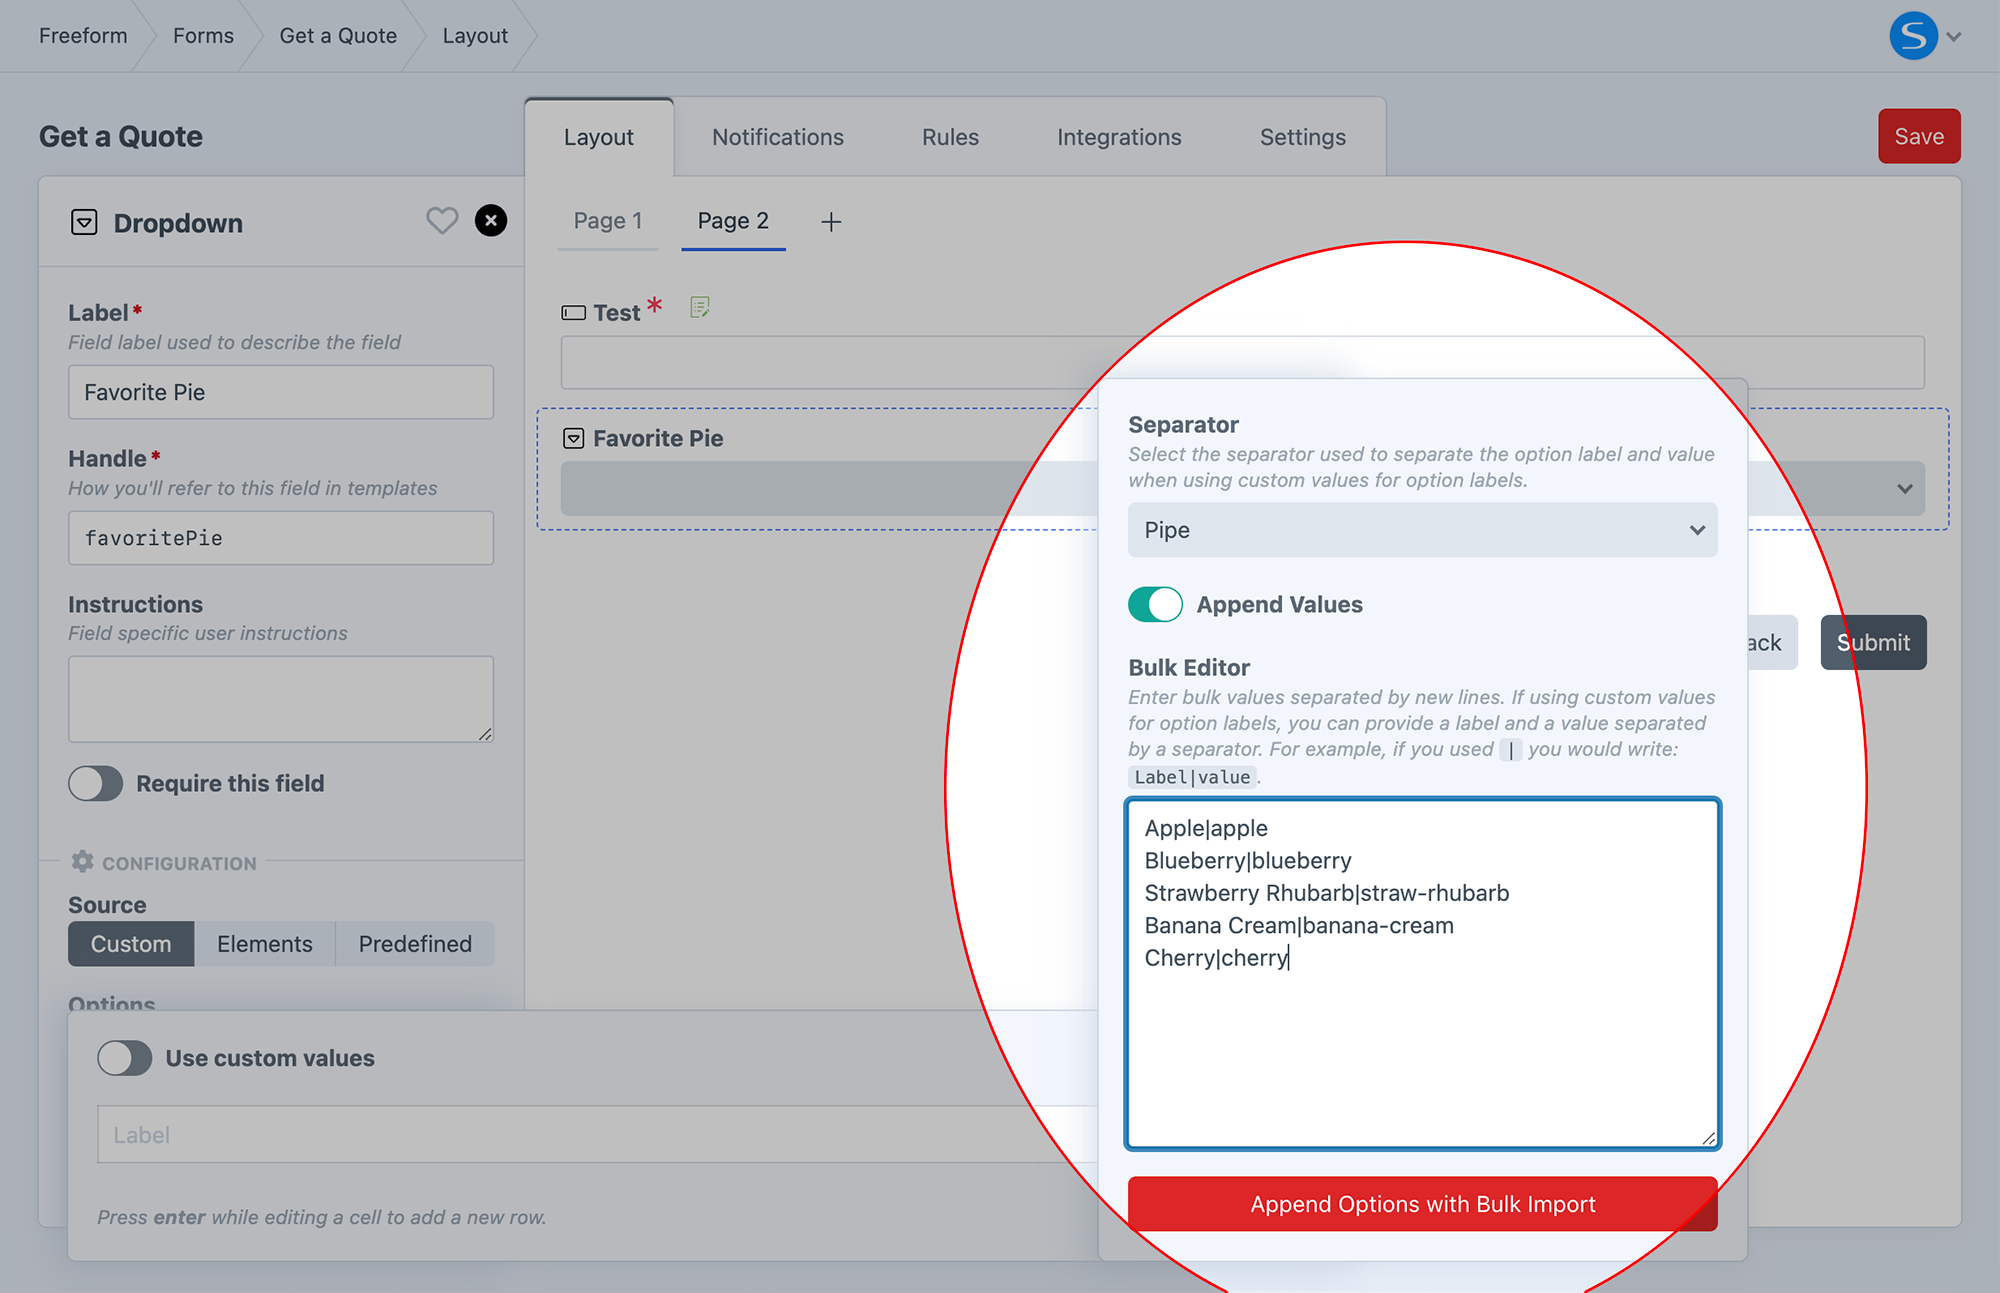 Freeform
Forms
Get a Quote
Layout
S
Get a Quote
Layout
Notifications
Rules
Integrations
Settings
Save
Dropdown
Page 1
Page 2
+
Label*
Field label used to describe the field
Favorite Pie
Handle*
How you'll refer to this field in templates
favoritePie
Instructions
Field specific user instructions
Require this field
CONFIGURATION
Source
Custom
Elements
Predefined
Options
Use custom values
Label
Press enter while editing a cell to add a new row.
Test *
Favorite Pie
ack
Submit
Separator
Select the separator used to separate the option label and value
when using custom values for option labels.
Pipe
Append Values
Bulk Editor
Enter bulk values separated by new lines. If using custom values
for option labels, you can provide a label and a value separated
by a separator. For example, if you used | you would write:
Label|value.
Apple|apple
Blueberry|blueberry
Strawberry Rhubarb|straw-rhubarb
Banana Cream|banana-cream
Cherry|cherry
Append Options with Bulk Import